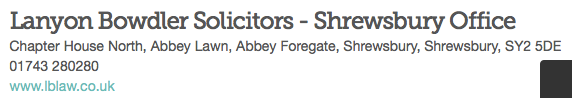 Lanyon Bowdler Solicitors - Shrewsbury Office
Chapter House North, Abbey Lawn, Abbey Foregate, Shrewsbury, Shrewsbury, SY2 5DE
01743 280280
www.lblaw.co.uk